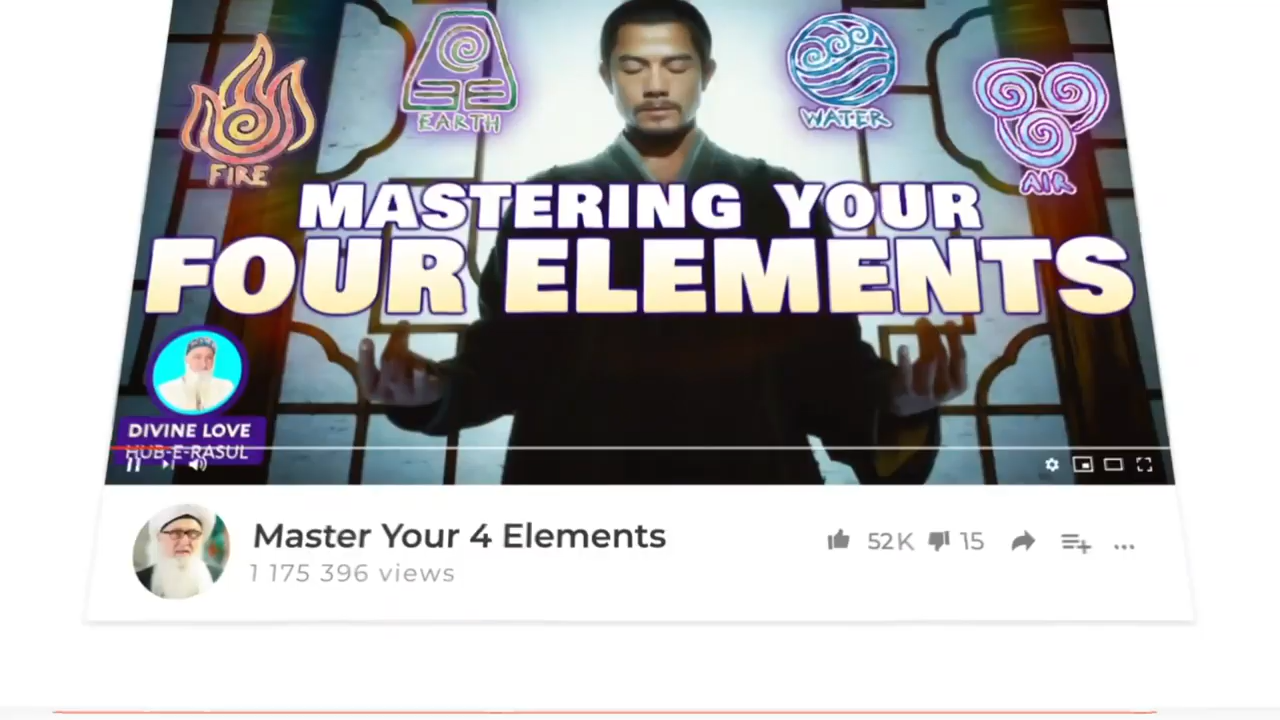 FIRE
EARTH
WATER
AIR
MASTERING YOUR
FOUR ELEMENTS
DIVINE LOVE
HUB-E-RASUL
Master Your 4 Elements
52K 15
1 175 396 views